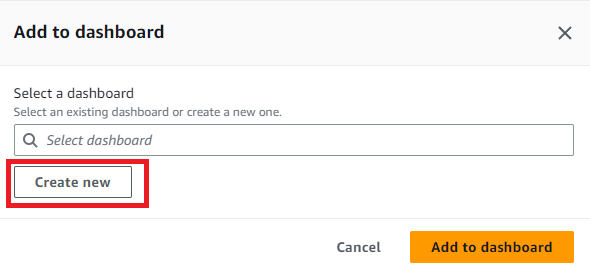 Add to dashboard
Select a dashboard
Select an existing dashboard or create a new one.
Select dashboard
Create new
Cancel
Add to dashboard